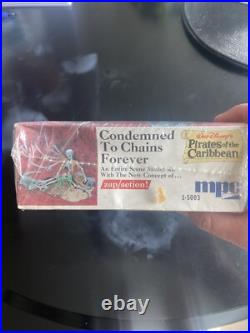 Condemned
To Chains
Forever
An Entire Scene Model Kit
With The New Concept of...
zap/action!
Walt Disney's
Pirates of the
Caribbean
mpc
1-5003